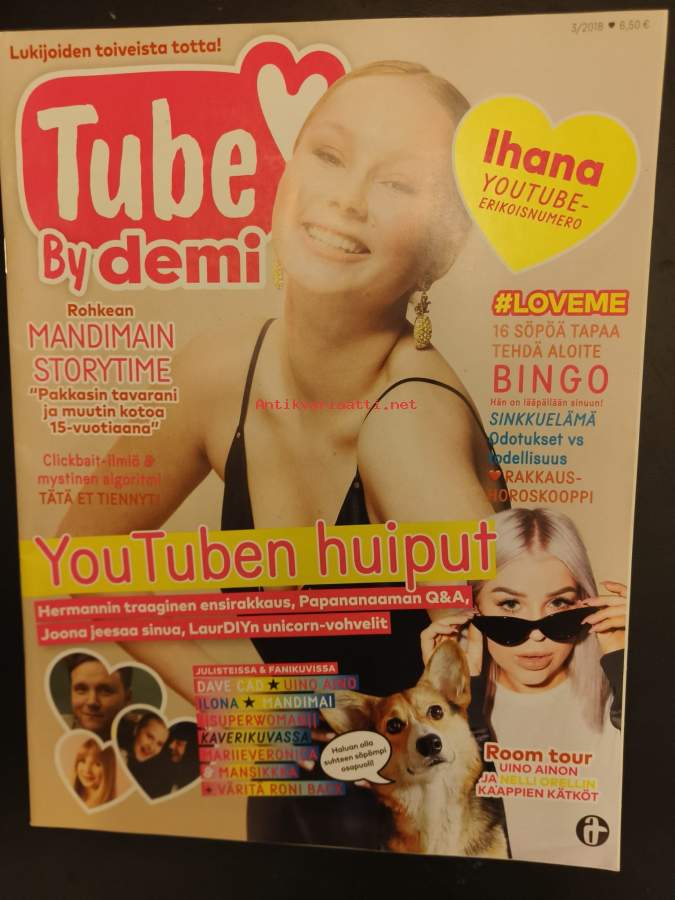 Lukijoiden toiveista totta!
3/2018 ♥ 6,50 €
Tube
By demi
Ihana
YOUTUBE-
ERIKOISNUMERO
Rohkean
MANDIMAIN
STORYTIME
"Pakkasin tavarani
ja muutin kotoa
15-vuotiaana"
Clickbait-ilmiö &
mystinen algoritmi
TÄTÄ ET TIENNYT!
#LOVEME
16 SÖPÖÄ TAPAA
TEHDÄ ALOITE
BINGO
Hän on lääpällään sinuun!
SINKKUELÄMÄ
Odotukset vs
todellisuus
♥ RAKKAUS-
HOROSKOOPPI
Antikvariaatti.net
YouTuben huiput
Hermannin traaginen ensirakkaus, Papananaaman Q&A,
Joona jeesaa sinua, LaurDIYn unicorn-vohvelit
JULISTEISSA & FANIKUVISSA
DAVE CAD ★ UINO AINO
ILONA ★ MANDIMAI
IISUPERWOMANII
KAVERIKUVASSA
MARIIEVERONICA
& MANSIKKKA
★ VÄRITÄ RONI BACK
Haluan olla
suhteen söpömpi
osapuoli!
Room tour
UINO AINON
JA NELLI ORELLIN
KAAPPIEN KÄTKÖT
a